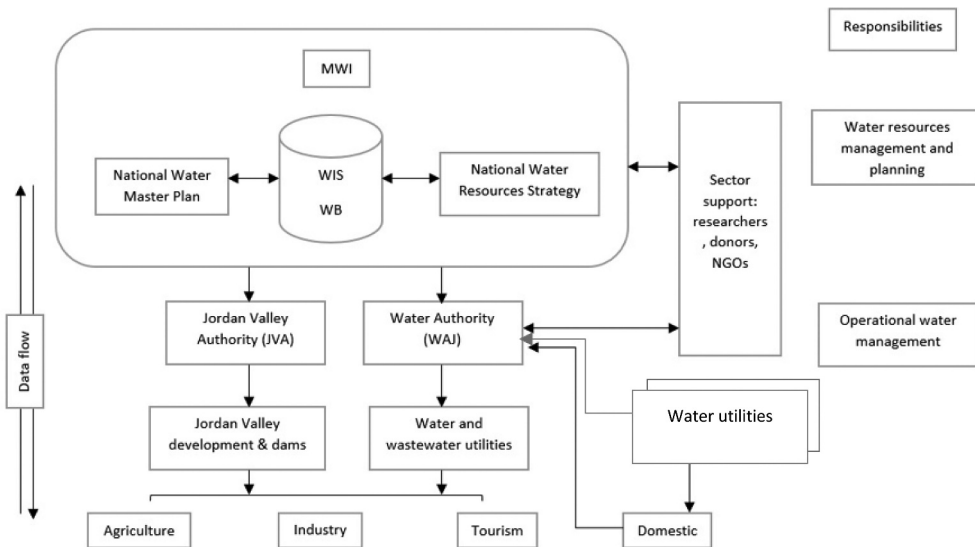 Responsibilities
MWI
National Water
Master Plan
WIS
WB
National Water
Resources Strategy
Sector
support:
researchers
, donors,
NGOs
Water resources
management and
planning
Data flow
Jordan Valley
Authority (JVA)
Water Authority
(WAJ)
Operational water
management
Jordan Valley
development & dams
Water and
wastewater utilities
Water utilities
Agriculture
Industry
Tourism
Domestic